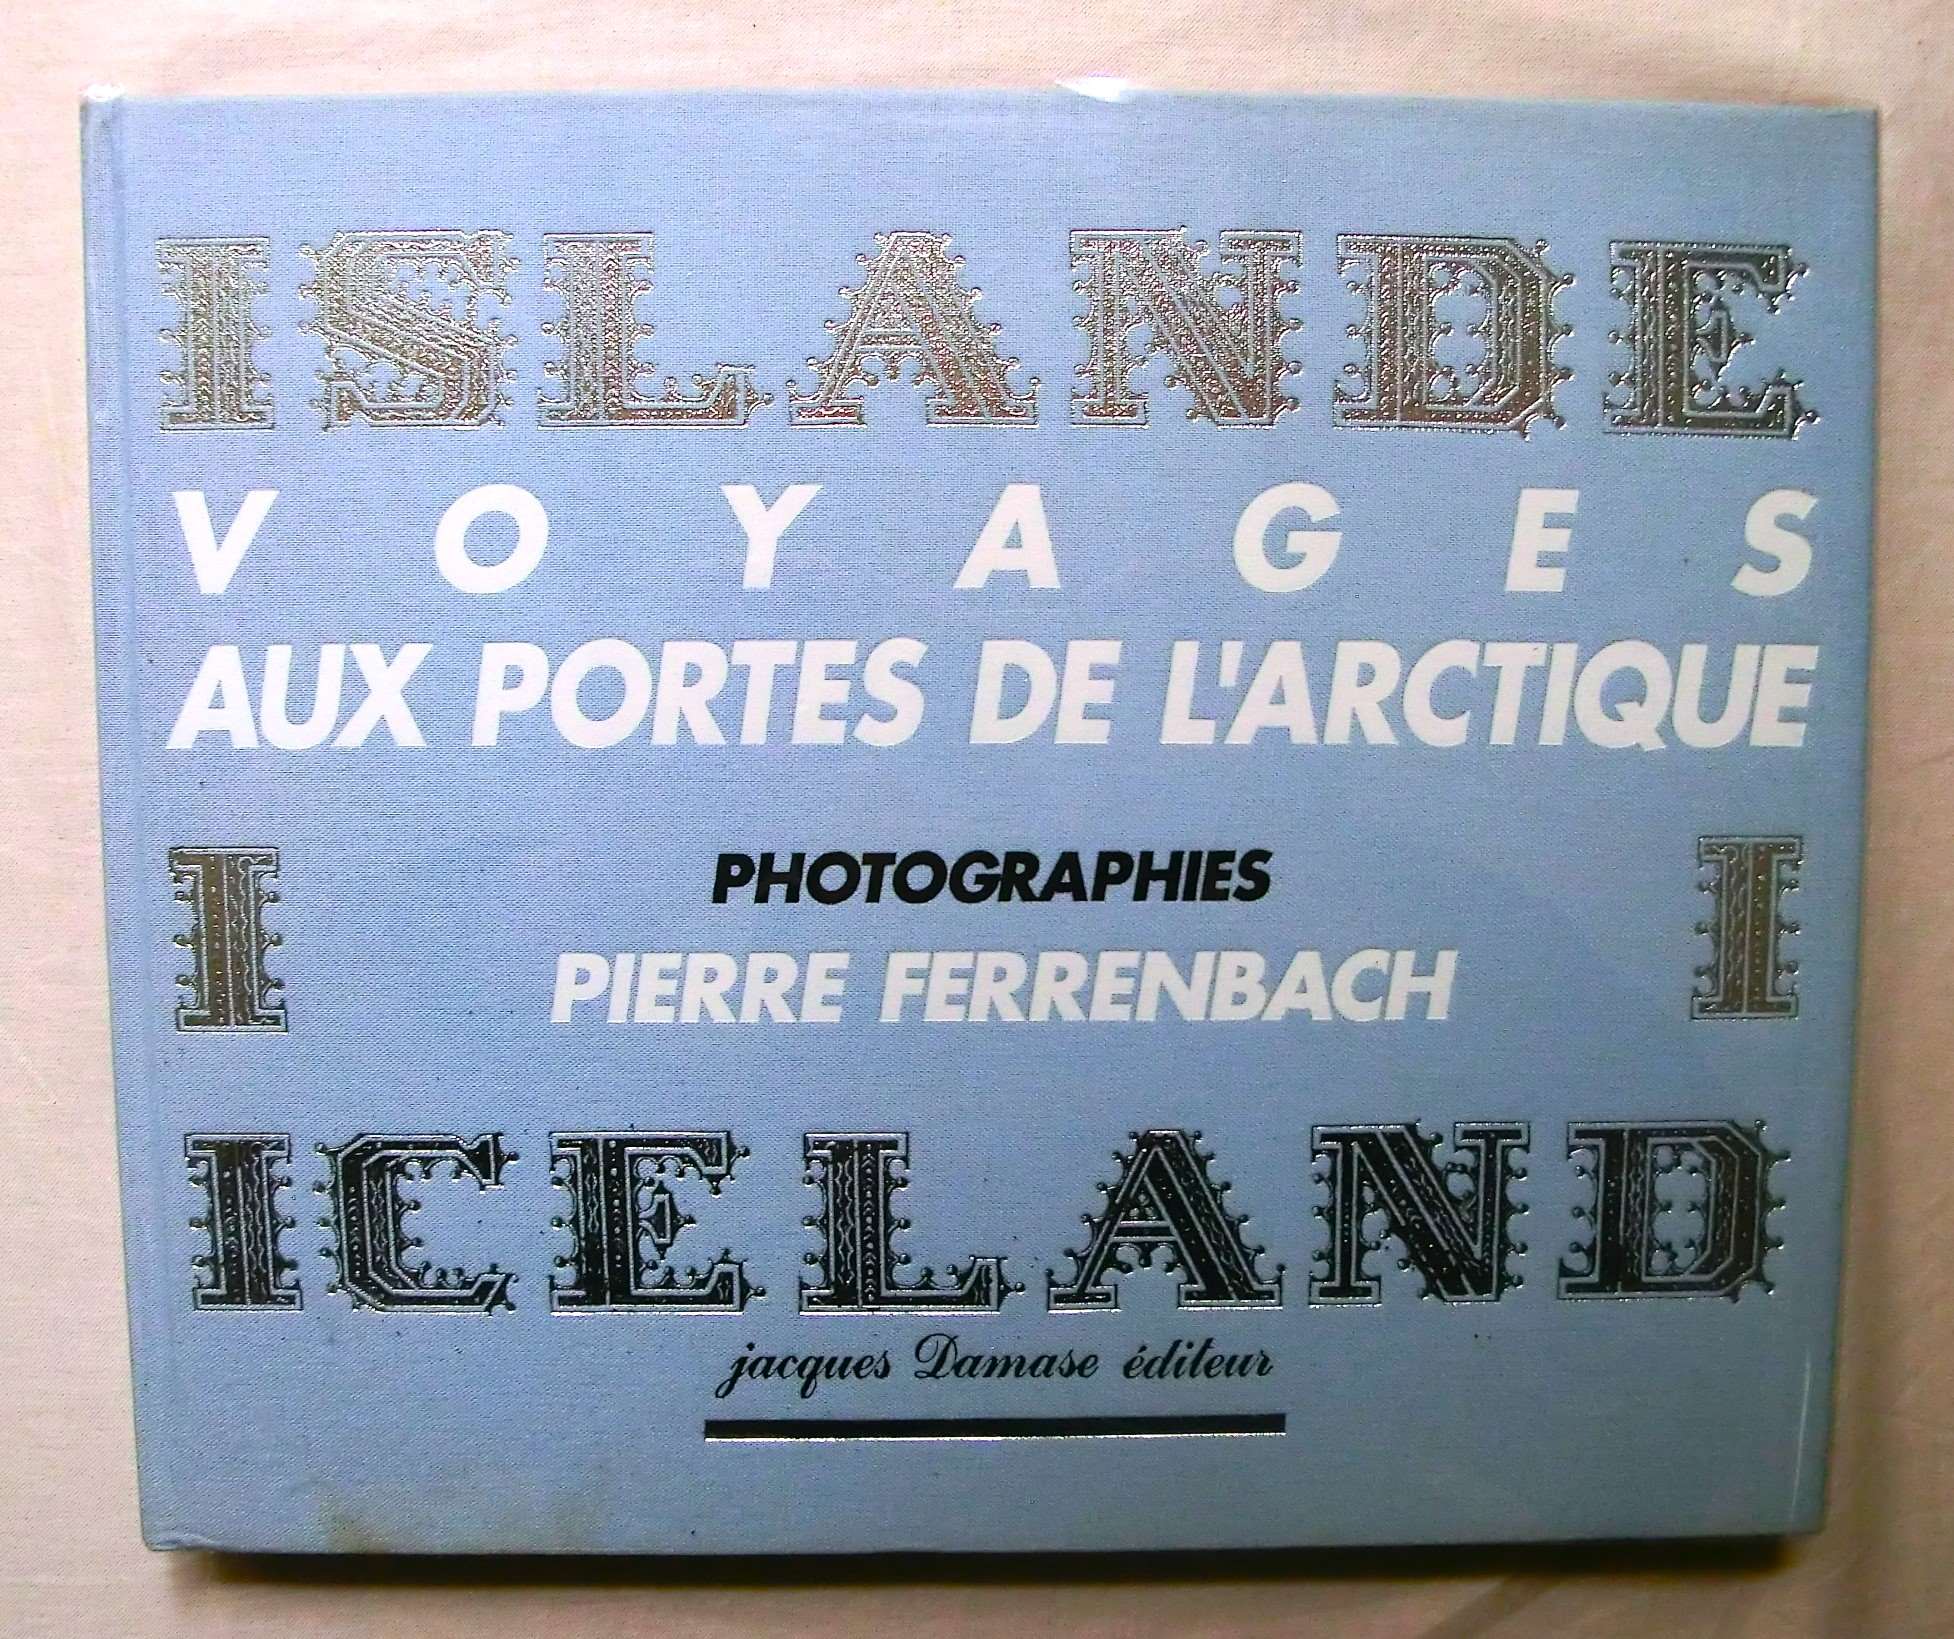 ISLANDE
VOYAGES
AUX PORTES DE L'ARCTIQUE
I PHOTOGRAPHIES I
PIERRE FERRENBACH
ICELAND
jacques Damase éditeur